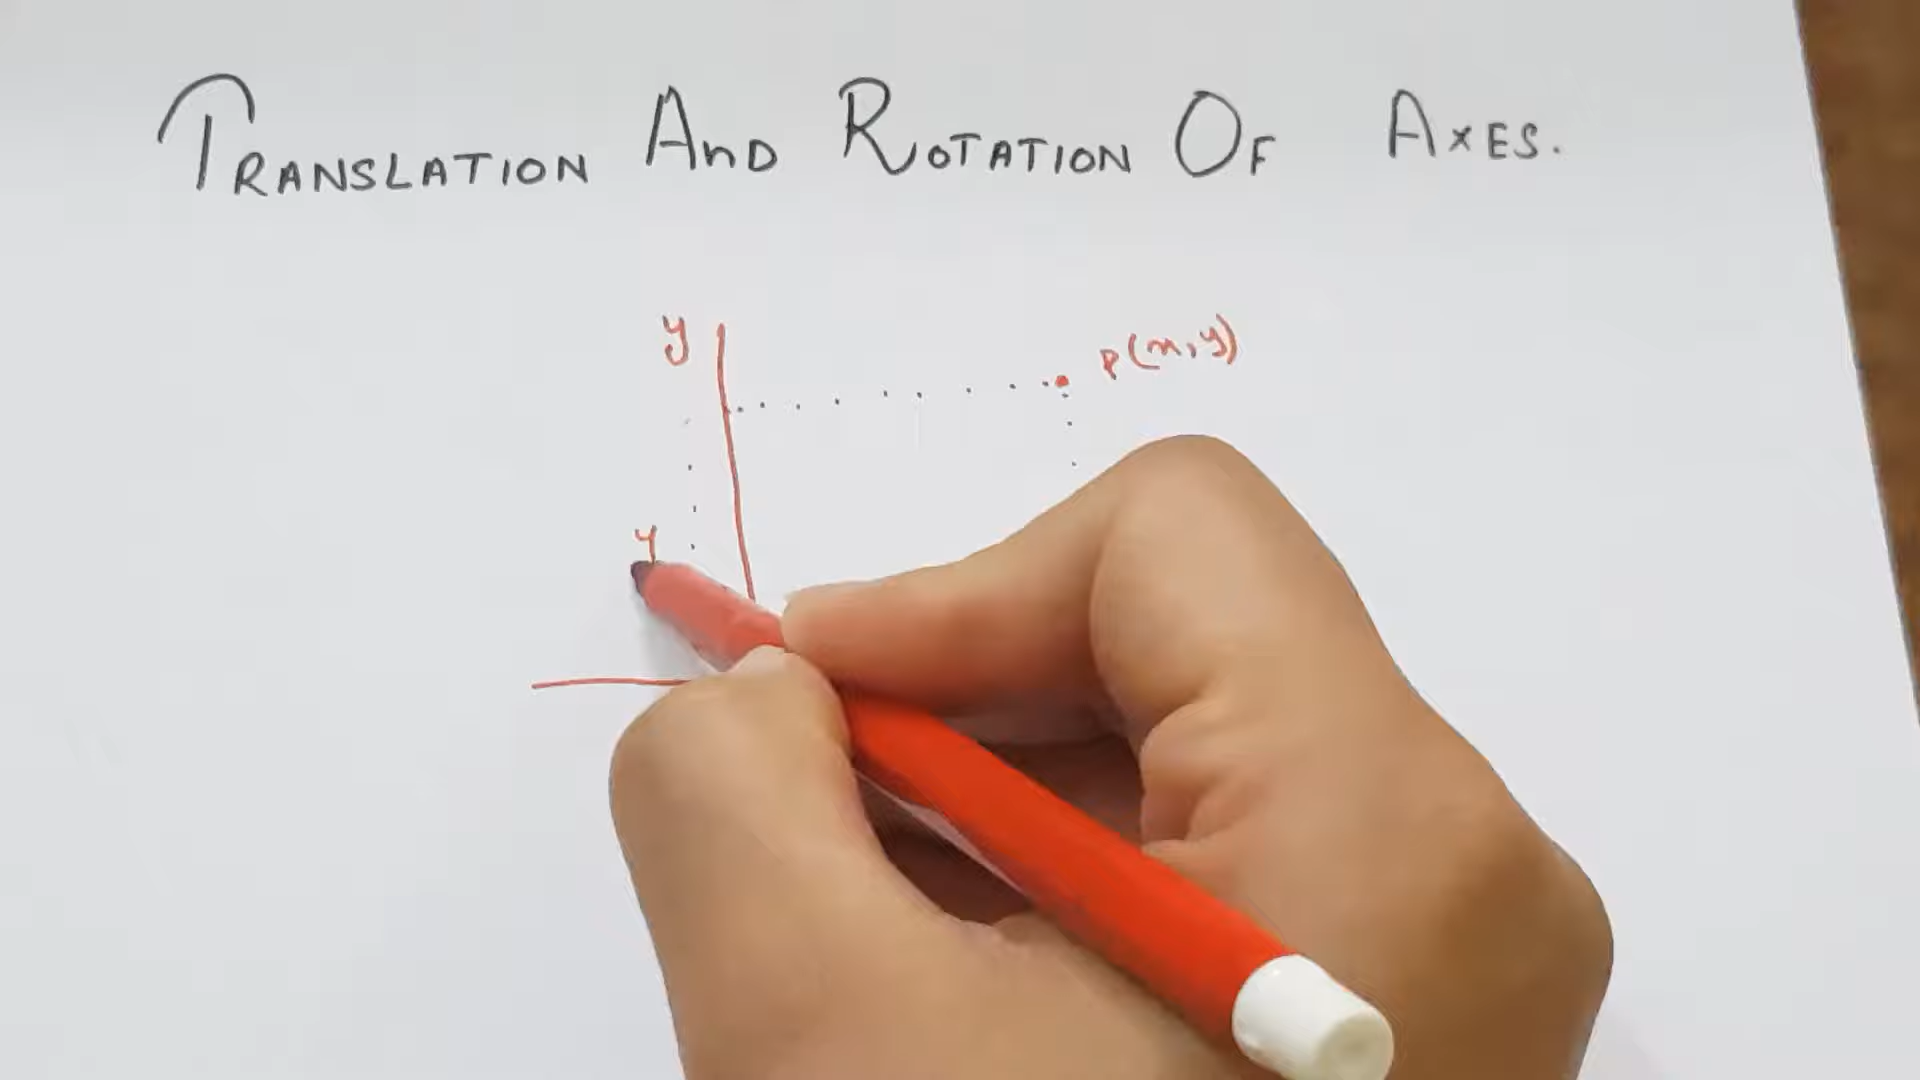 TRANSLATION AND ROTATION OF AXES.
y
P(x,y)
y